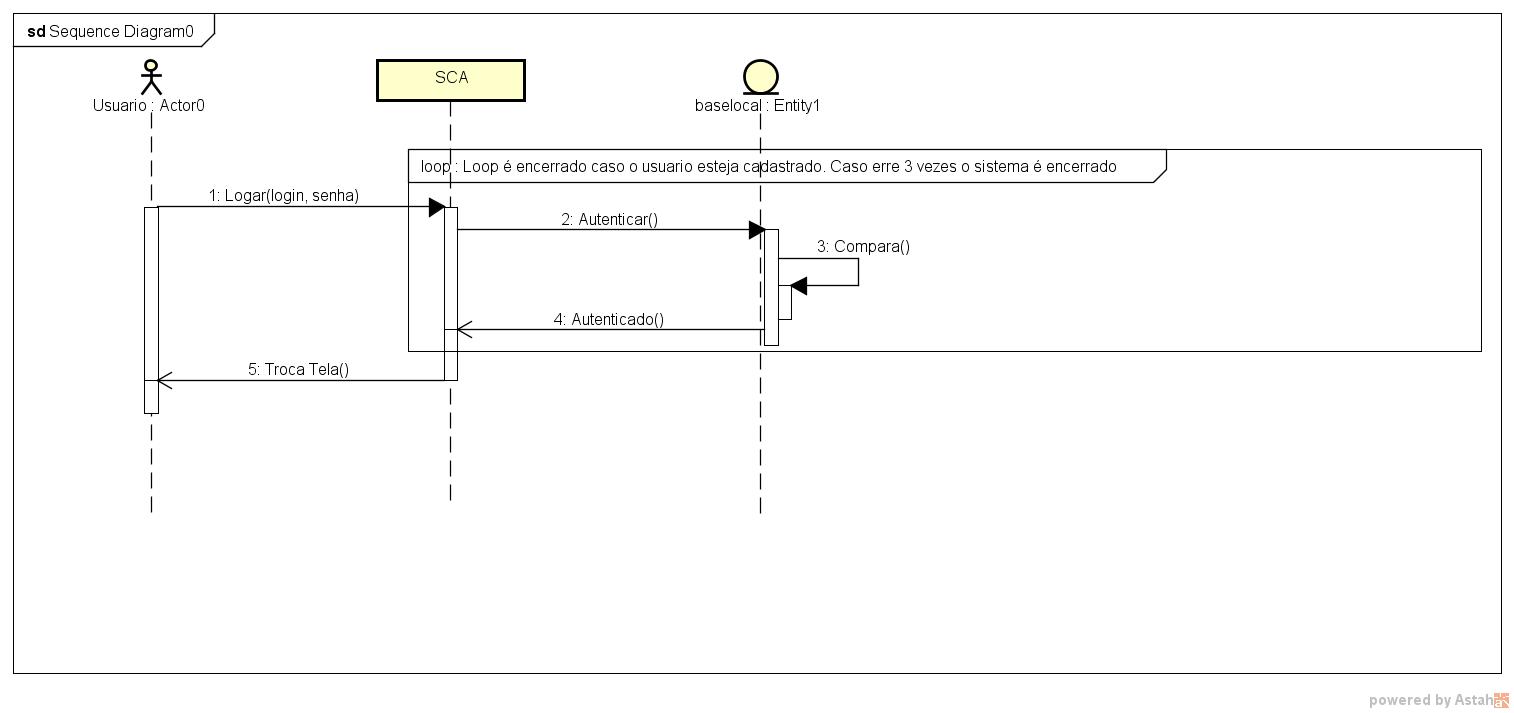 sd Sequence Diagram0
SCA
Usuario : Actor0
baselocal : Entity1
loop : Loop é encerrado caso o usuario esteja cadastrado. Caso erre 3 vezes o sistema é encerrado
1: Logar(login, senha)
2: Autenticar()
3: Compara()
4: Autenticado()
5: Troca Tela()
powered by Astah